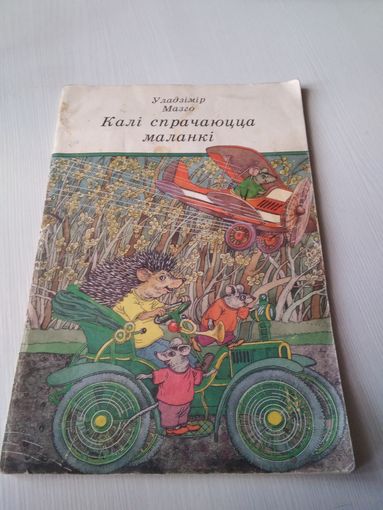 Уладзімір
Мазго
Калі спрачаюцца
маланкі